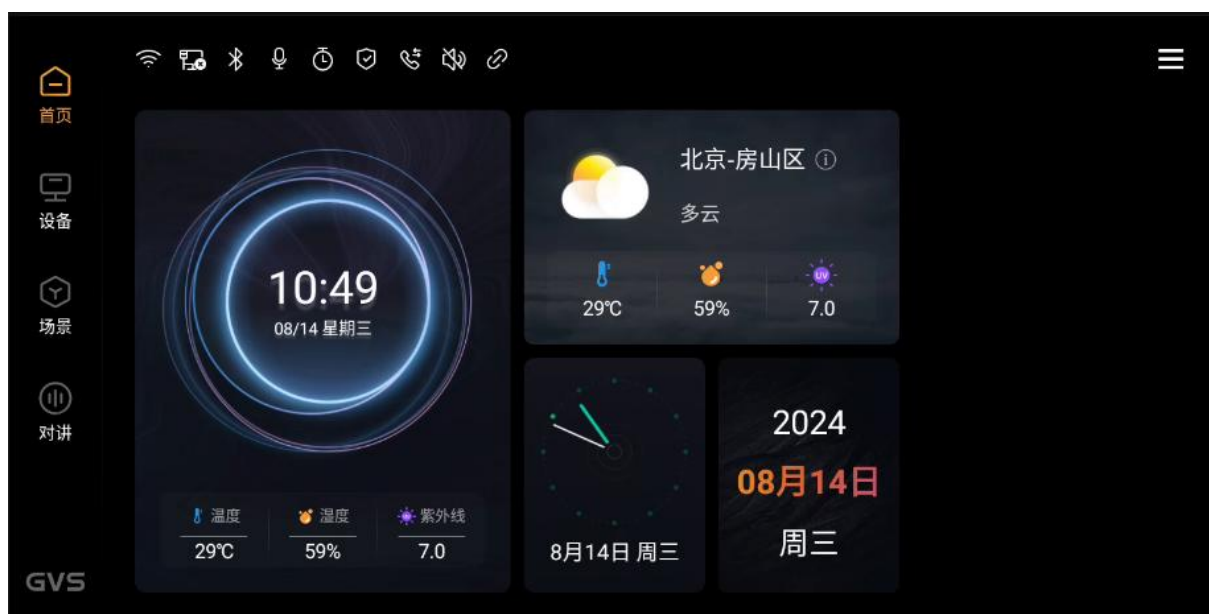 首页
设备
场景
对讲
GVS
10:49
08/14 星期三
温度 湿度 紫外线
29℃ 59% 7.0
北京-房山区
多云
UV
29℃ 59% 7.0
8月14日 周三
2024
08月14日
周三